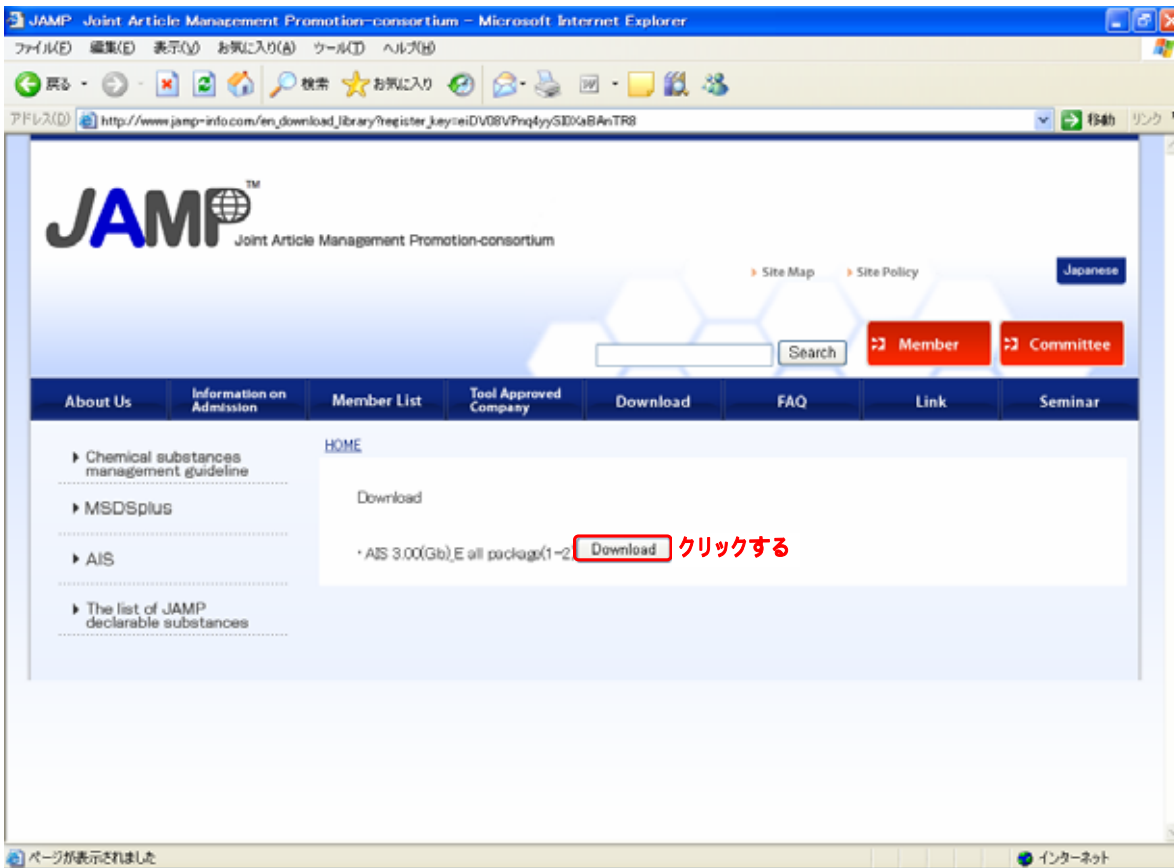 JAMP Joint Article Management Promotion-consortium - Microsoft Internet Explorer
ファイル(F) 編集(E) 表示(V) お気に入り(A) ツール(T) ヘルプ(H)
戻る 検索 お気に入り
アドレス(D) http://www.jamp-info.com/en_download_library?register_key=eiDV08VPnq4yySIDXaBAnTR8 移動 リンク
JAMP TM
Joint Article Management Promotion-consortium
Site Map Site Policy Japanese
Search Member Committee
About Us Information on Admission Member List Tool Approved Company Download FAQ Link Seminar
HOME
Chemical substances
management guideline
MSDSplus
AIS
The list of JAMP
declarable substances
Download
・AIS 3.00(Gb)_E all package(1-2) Download クリックする
ページが表示されました インターネット